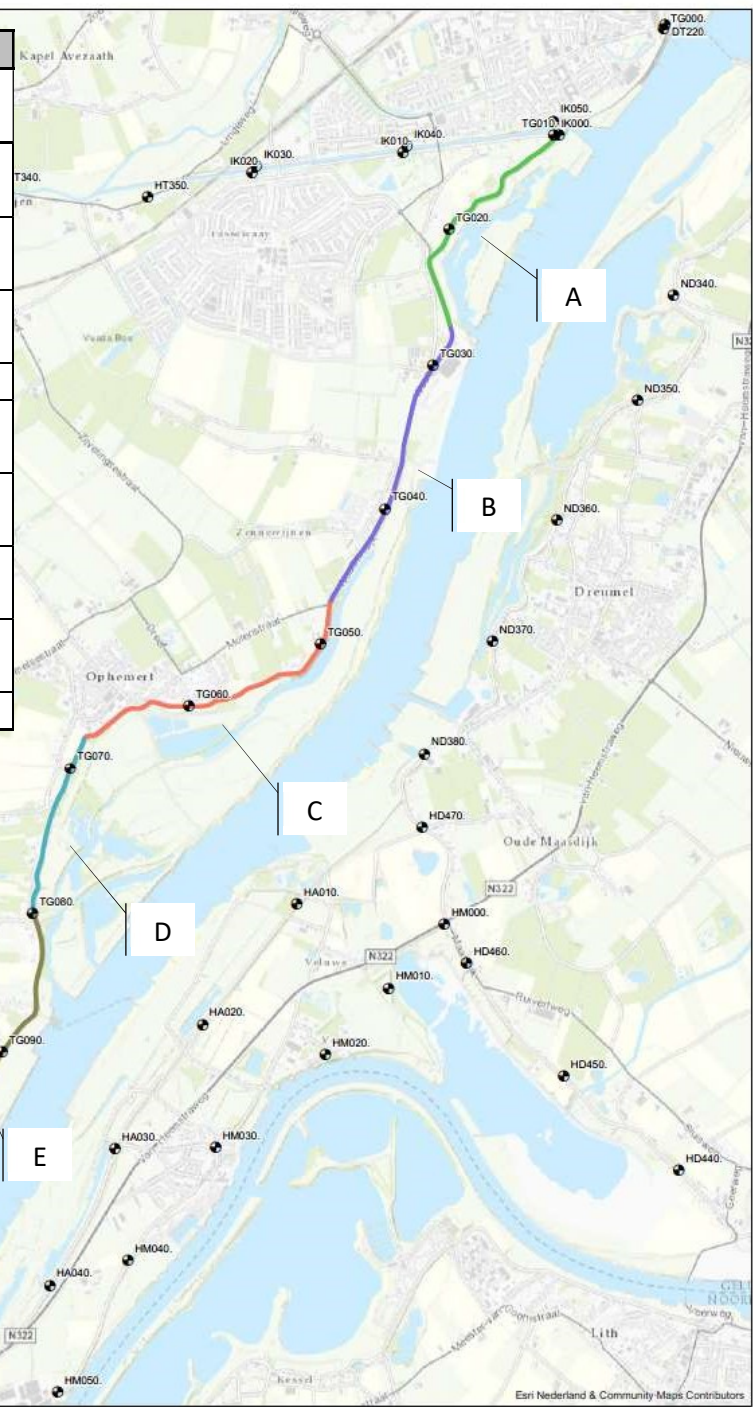 TG000.
DT220.
Kapel Avezaath
IK050.
TG010. IK000.
IK040.
IK010.
IK030.
IK020.
T340.
HT350.
TG020.
A
ND340.
TG030.
ND350.
B
TG040.
ND360.
Dreumel
Molenstraat
TG050.
ND370.
Ophemert
TG060.
ND380.
TG070.
C
HD470.
Oude Maasdijk
N322
HA010.
TG080.
D
HM000.
N322
HD460.
HM010.
HA020.
TG090.
HM020.
HD450.
HA030.
HM030.
E
HD440.
HM040.
HA040.
N322
Lith
Kessel
HM050.
Esri Nederland & Community Maps Contributors